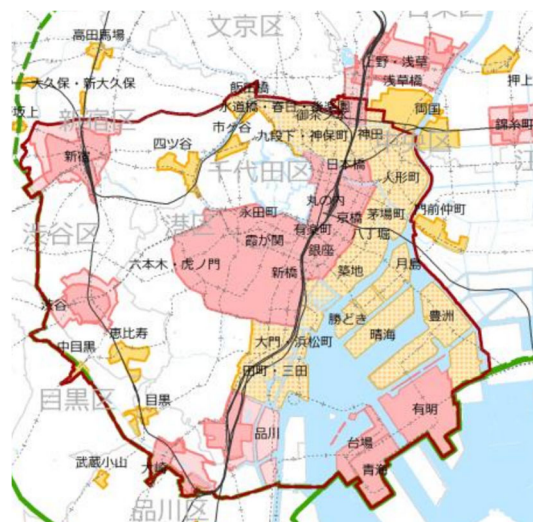 文京区
高田馬場
上野・浅草
浅草橋
押上
大久保・新大久保
飯田橋
水道橋・春日・後楽園
御茶ノ水
両国
錦糸町
坂上
新宿区
市ケ谷
九段下・神保町
神田
新宿
四ツ谷
千代田区
日本橋
人形町
永田町
丸の内
港区
京橋
茅場町
門前仲町
渋谷区
霞が関
有楽町
八丁堀
銀座
六本木・虎ノ門
新橋
築地
月島
渋谷
勝どき
豊洲
恵比寿
大門・浜松町
晴海
中目黒
田町・三田
目黒区
目黒
有明
品川
台場
武蔵小山
大崎
青海
品川区